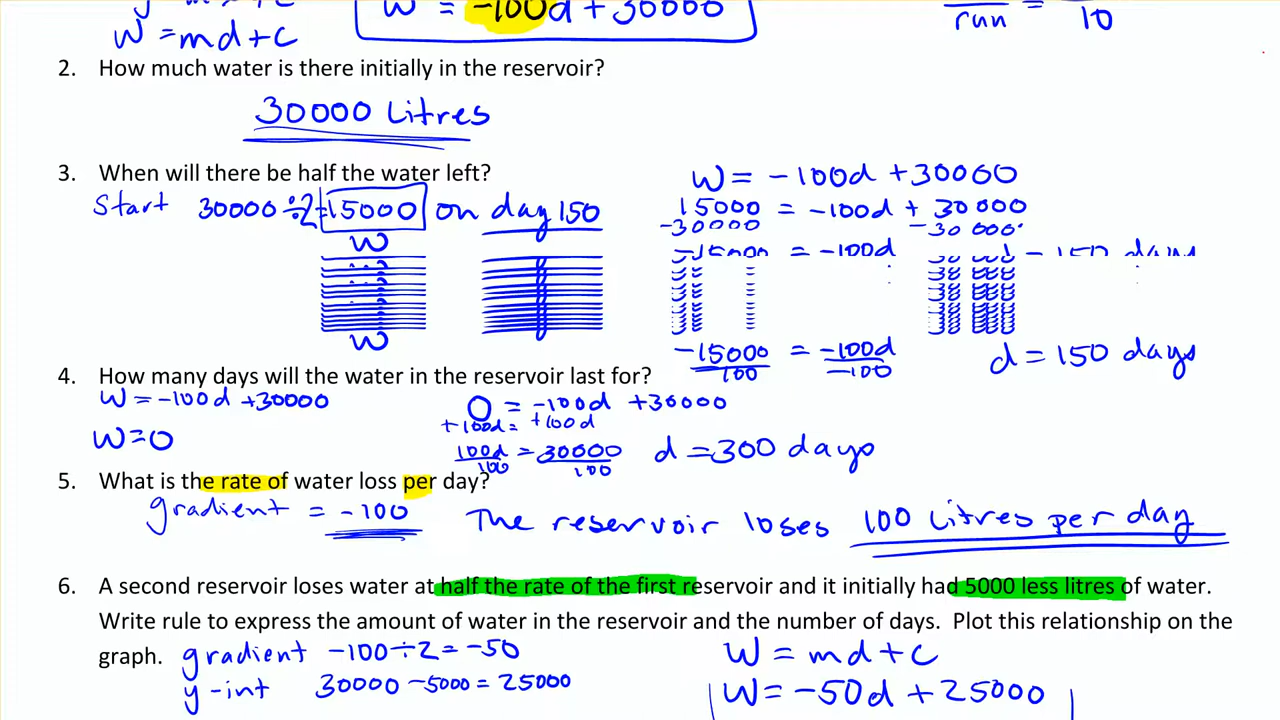 W = md + c
W = -100d + 30000
run = 10
2. How much water is there initially in the reservoir?
30000 Litres
3. When will there be half the water left?
Start 30000 ÷ 2 = 15000 on day 150
W = -100d + 30000
15000 = -100d + 30000
-30000 -30000
-15000 = -100d
W
W
-15000 = -100d
100 -100
d = 150 days
4. How many days will the water in the reservoir last for?
W = -100d + 30000
W = 0
0 = -100d + 30000
+100d = +100d
100d = 30000
100 100
d = 300 days
5. What is the rate of water loss per day?
gradient = -100 The reservoir loses 100 litres per day
6. A second reservoir loses water at half the rate of the first reservoir and it initially had 5000 less litres of water.
Write rule to express the amount of water in the reservoir and the number of days. Plot this relationship on the
graph.
gradient -100 ÷ 2 = -50
y-int 30000 - 5000 = 25000
W = md + c
W = -50d + 25000